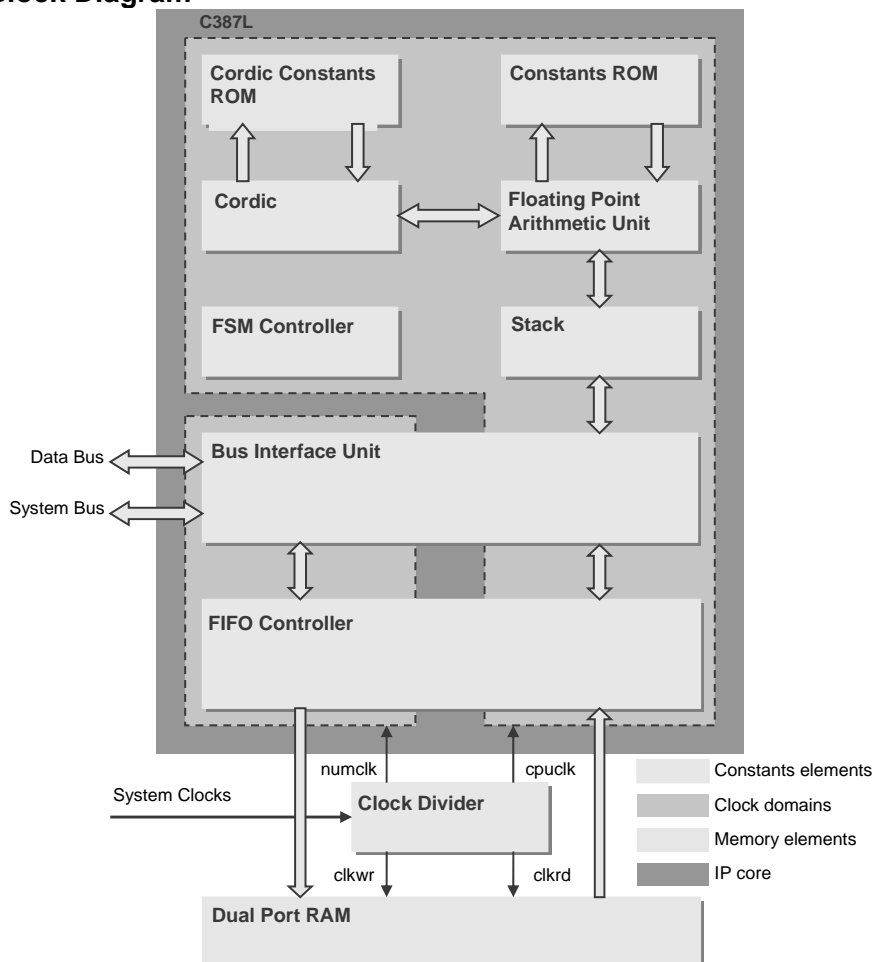 C387L
Cordic Constants
ROM
Constants ROM
Cordic
Floating Point
Arithmetic Unit
FSM Controller
Stack
Bus Interface Unit
Data Bus
System Bus
FIFO Controller
numclk
cpuclk
System Clocks
Clock Divider
clkwr
clkrd
Dual Port RAM
Constants elements
Clock domains
Memory elements
IP core